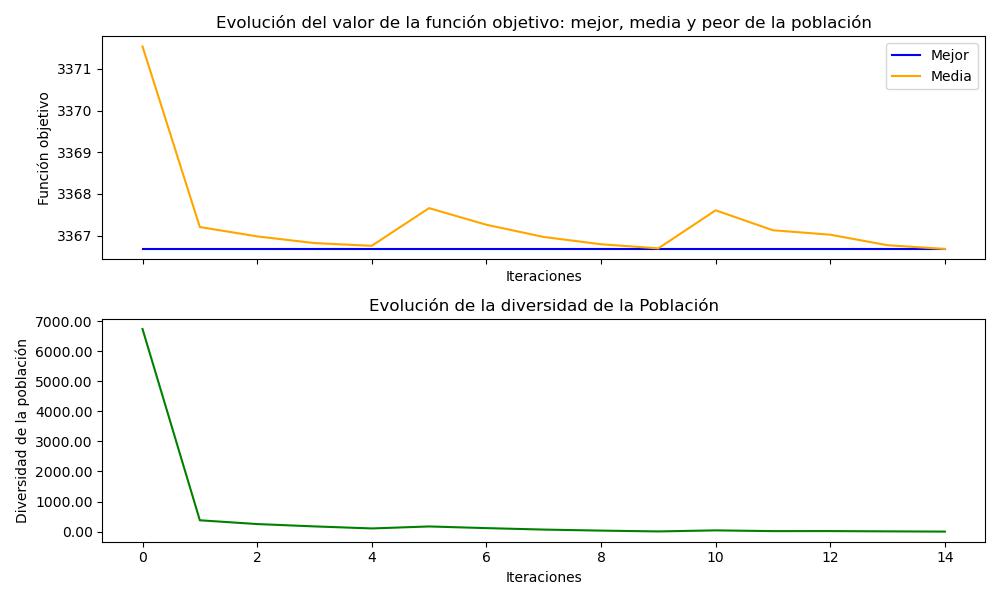 Evolución del valor de la función objetivo: mejor, media y peor de la población
Función objetivo
3371
3370
3369
3368
3367
Mejor
Media
Iteraciones
Evolución de la diversidad de la Población
Diversidad de la población
7000.00
6000.00
5000.00
4000.00
3000.00
2000.00
1000.00
0.00
0 2 4 6 8 10 12 14
Iteraciones